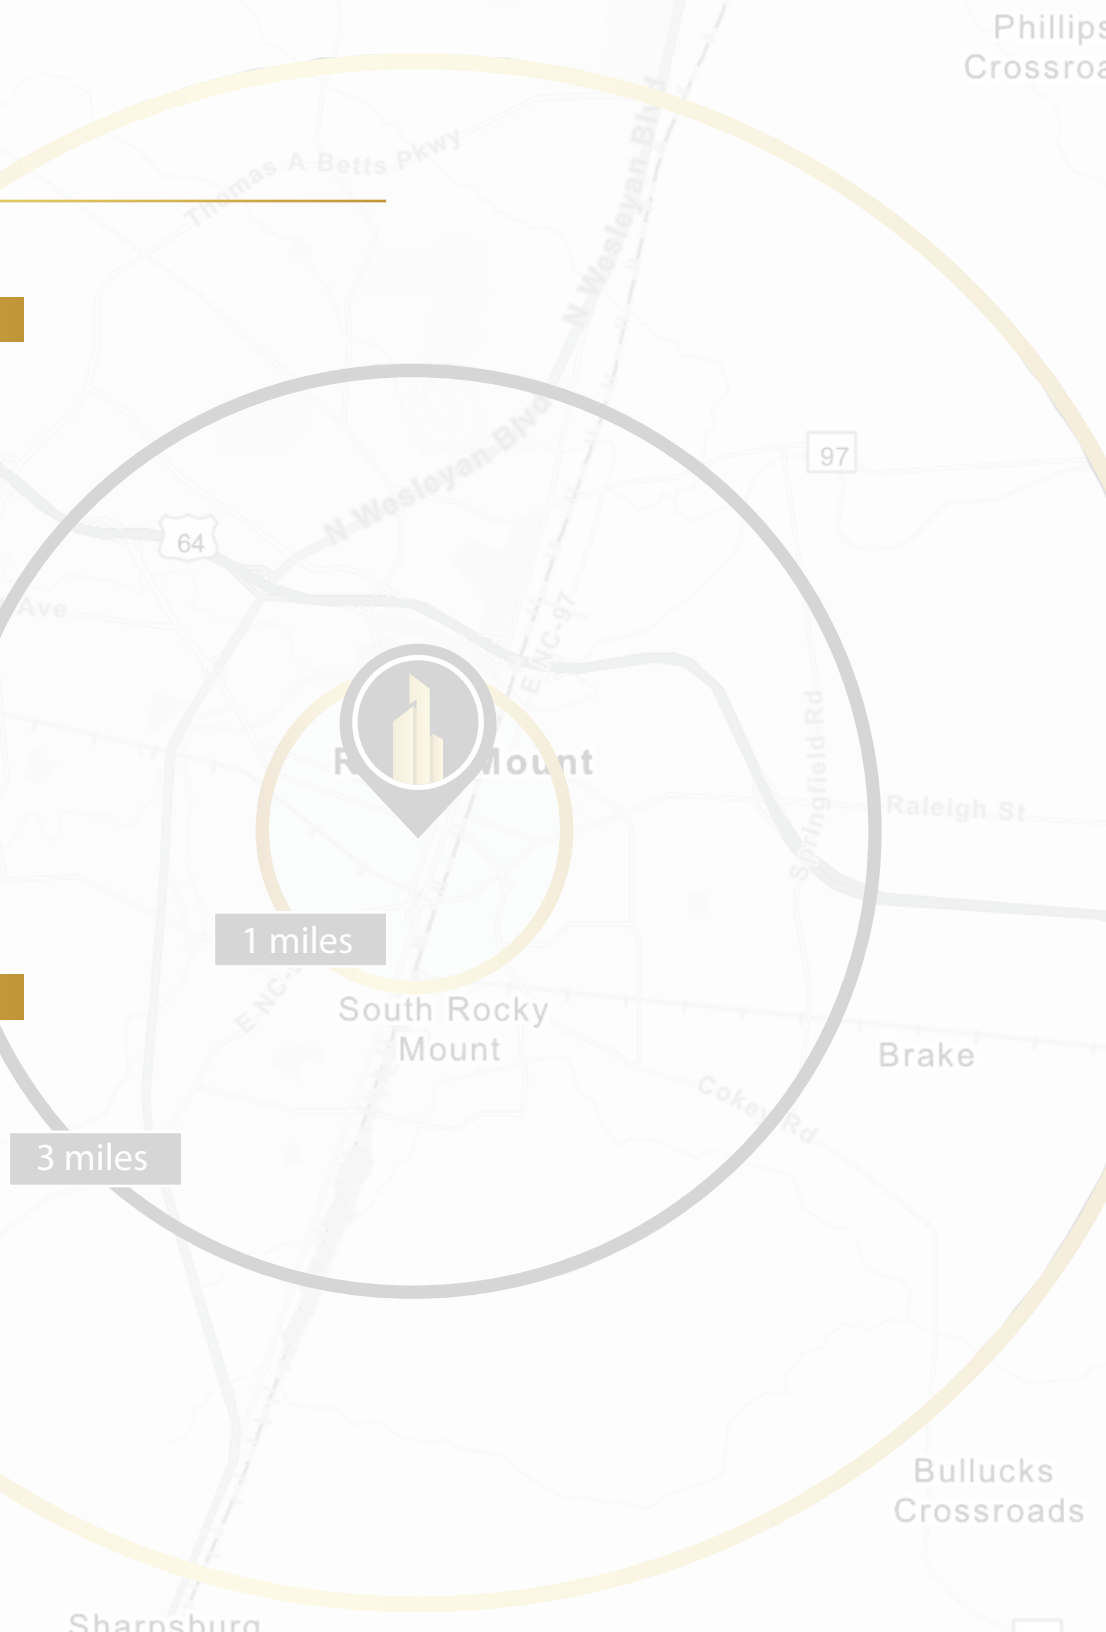 Phillips
Crossroa
Thomas A Betts Pkwy
N Wesleyan Blvd
97
N Wesleyan Blvd
64
Ave
E NC-97
Mount
Springfield Rd
Raleigh St
1 miles
E NC-
South Rocky
Mount
Brake
Cokey Rd
3 miles
Bullucks
Crossroads
Sharpsburg